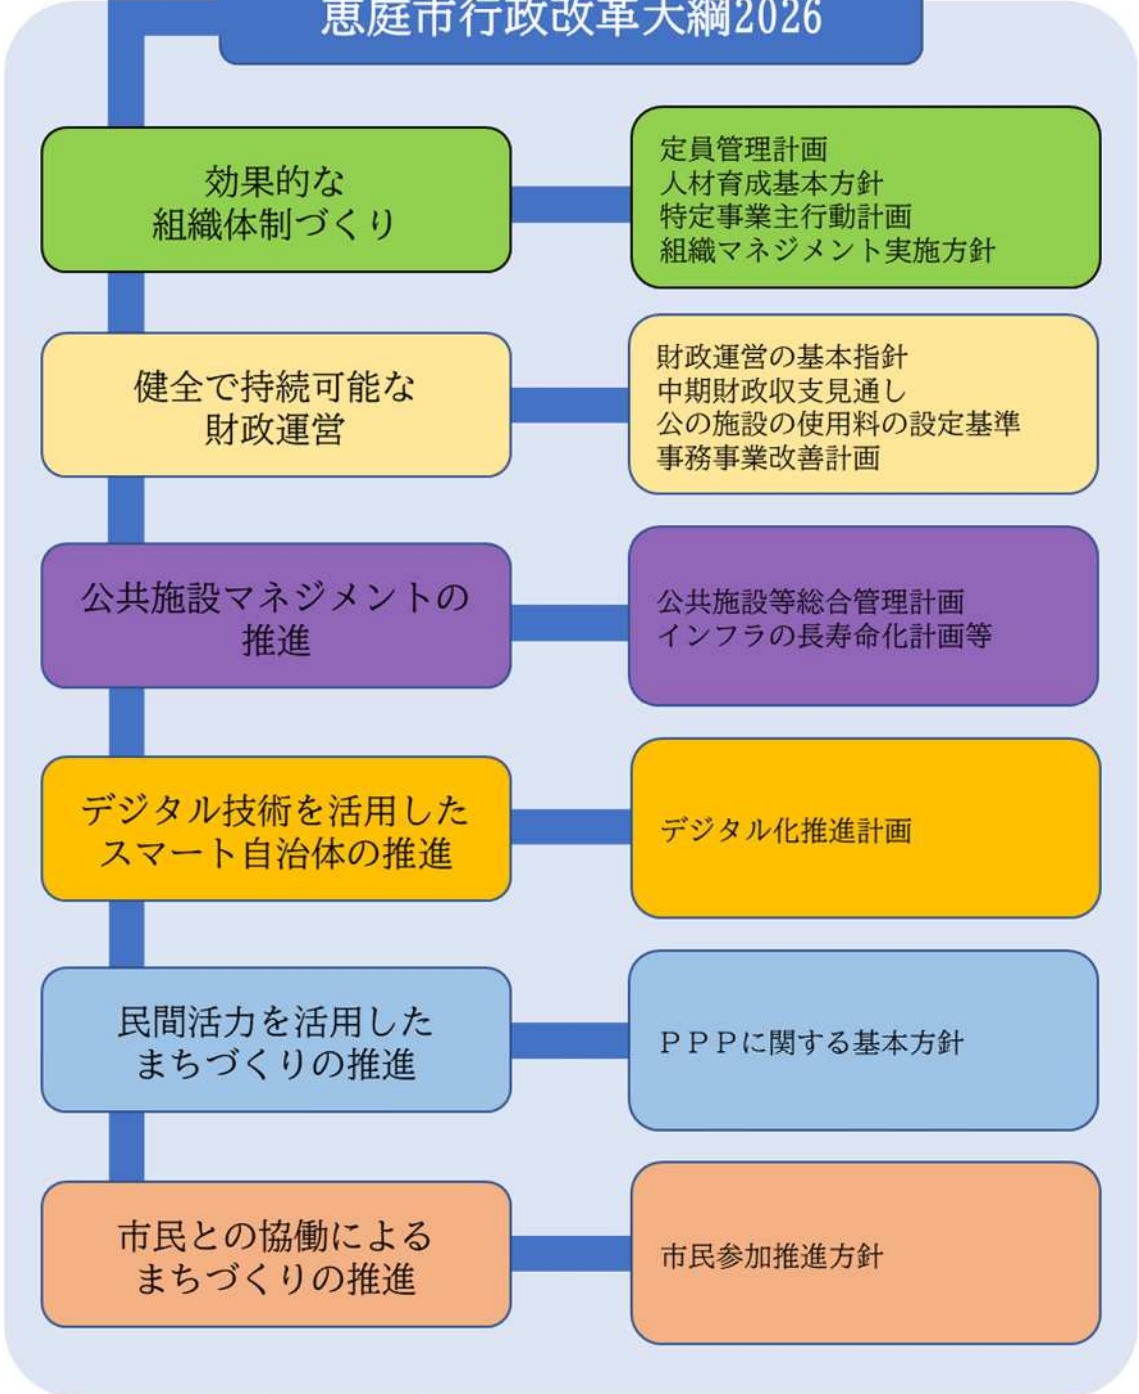 恵庭市行政改革大綱2026
効果的な
組織体制づくり
定員管理計画
人材育成基本方針
特定事業主行動計画
組織マネジメント実施方針
健全で持続可能な
財政運営
財政運営の基本指針
中期財政収支見通し
公の施設の使用料の設定基準
事務事業改善計画
公共施設マネジメントの
推進
公共施設等総合管理計画
インフラの長寿命化計画等
デジタル技術を活用した
スマート自治体の推進
デジタル化推進計画
民間活力を活用した
まちづくりの推進
ＰＰＰに関する基本方針
市民との協働による
まちづくりの推進
市民参加推進方針